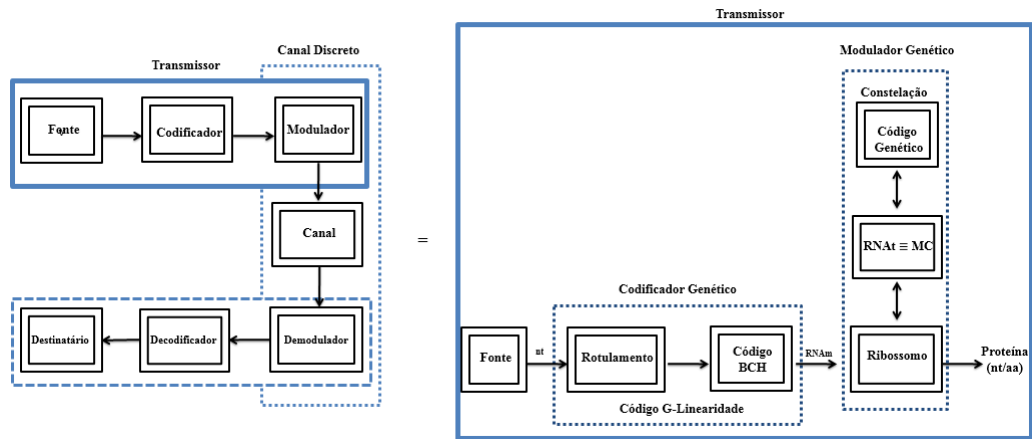 Transmissor
Canal Discreto
Transmissor
Fonte
Codificador
Modulador
Canal
Destinatário
Decodificador
Demodulador
=
Modulador Genético
Constelação
Código
Genético
RNAt ≡ MC
Codificador Genético
Fonte
nt
Rotulamento
Código
BCH
RNAm
Ribossomo
Proteína
(nt/aa)
Código G-Linearidade